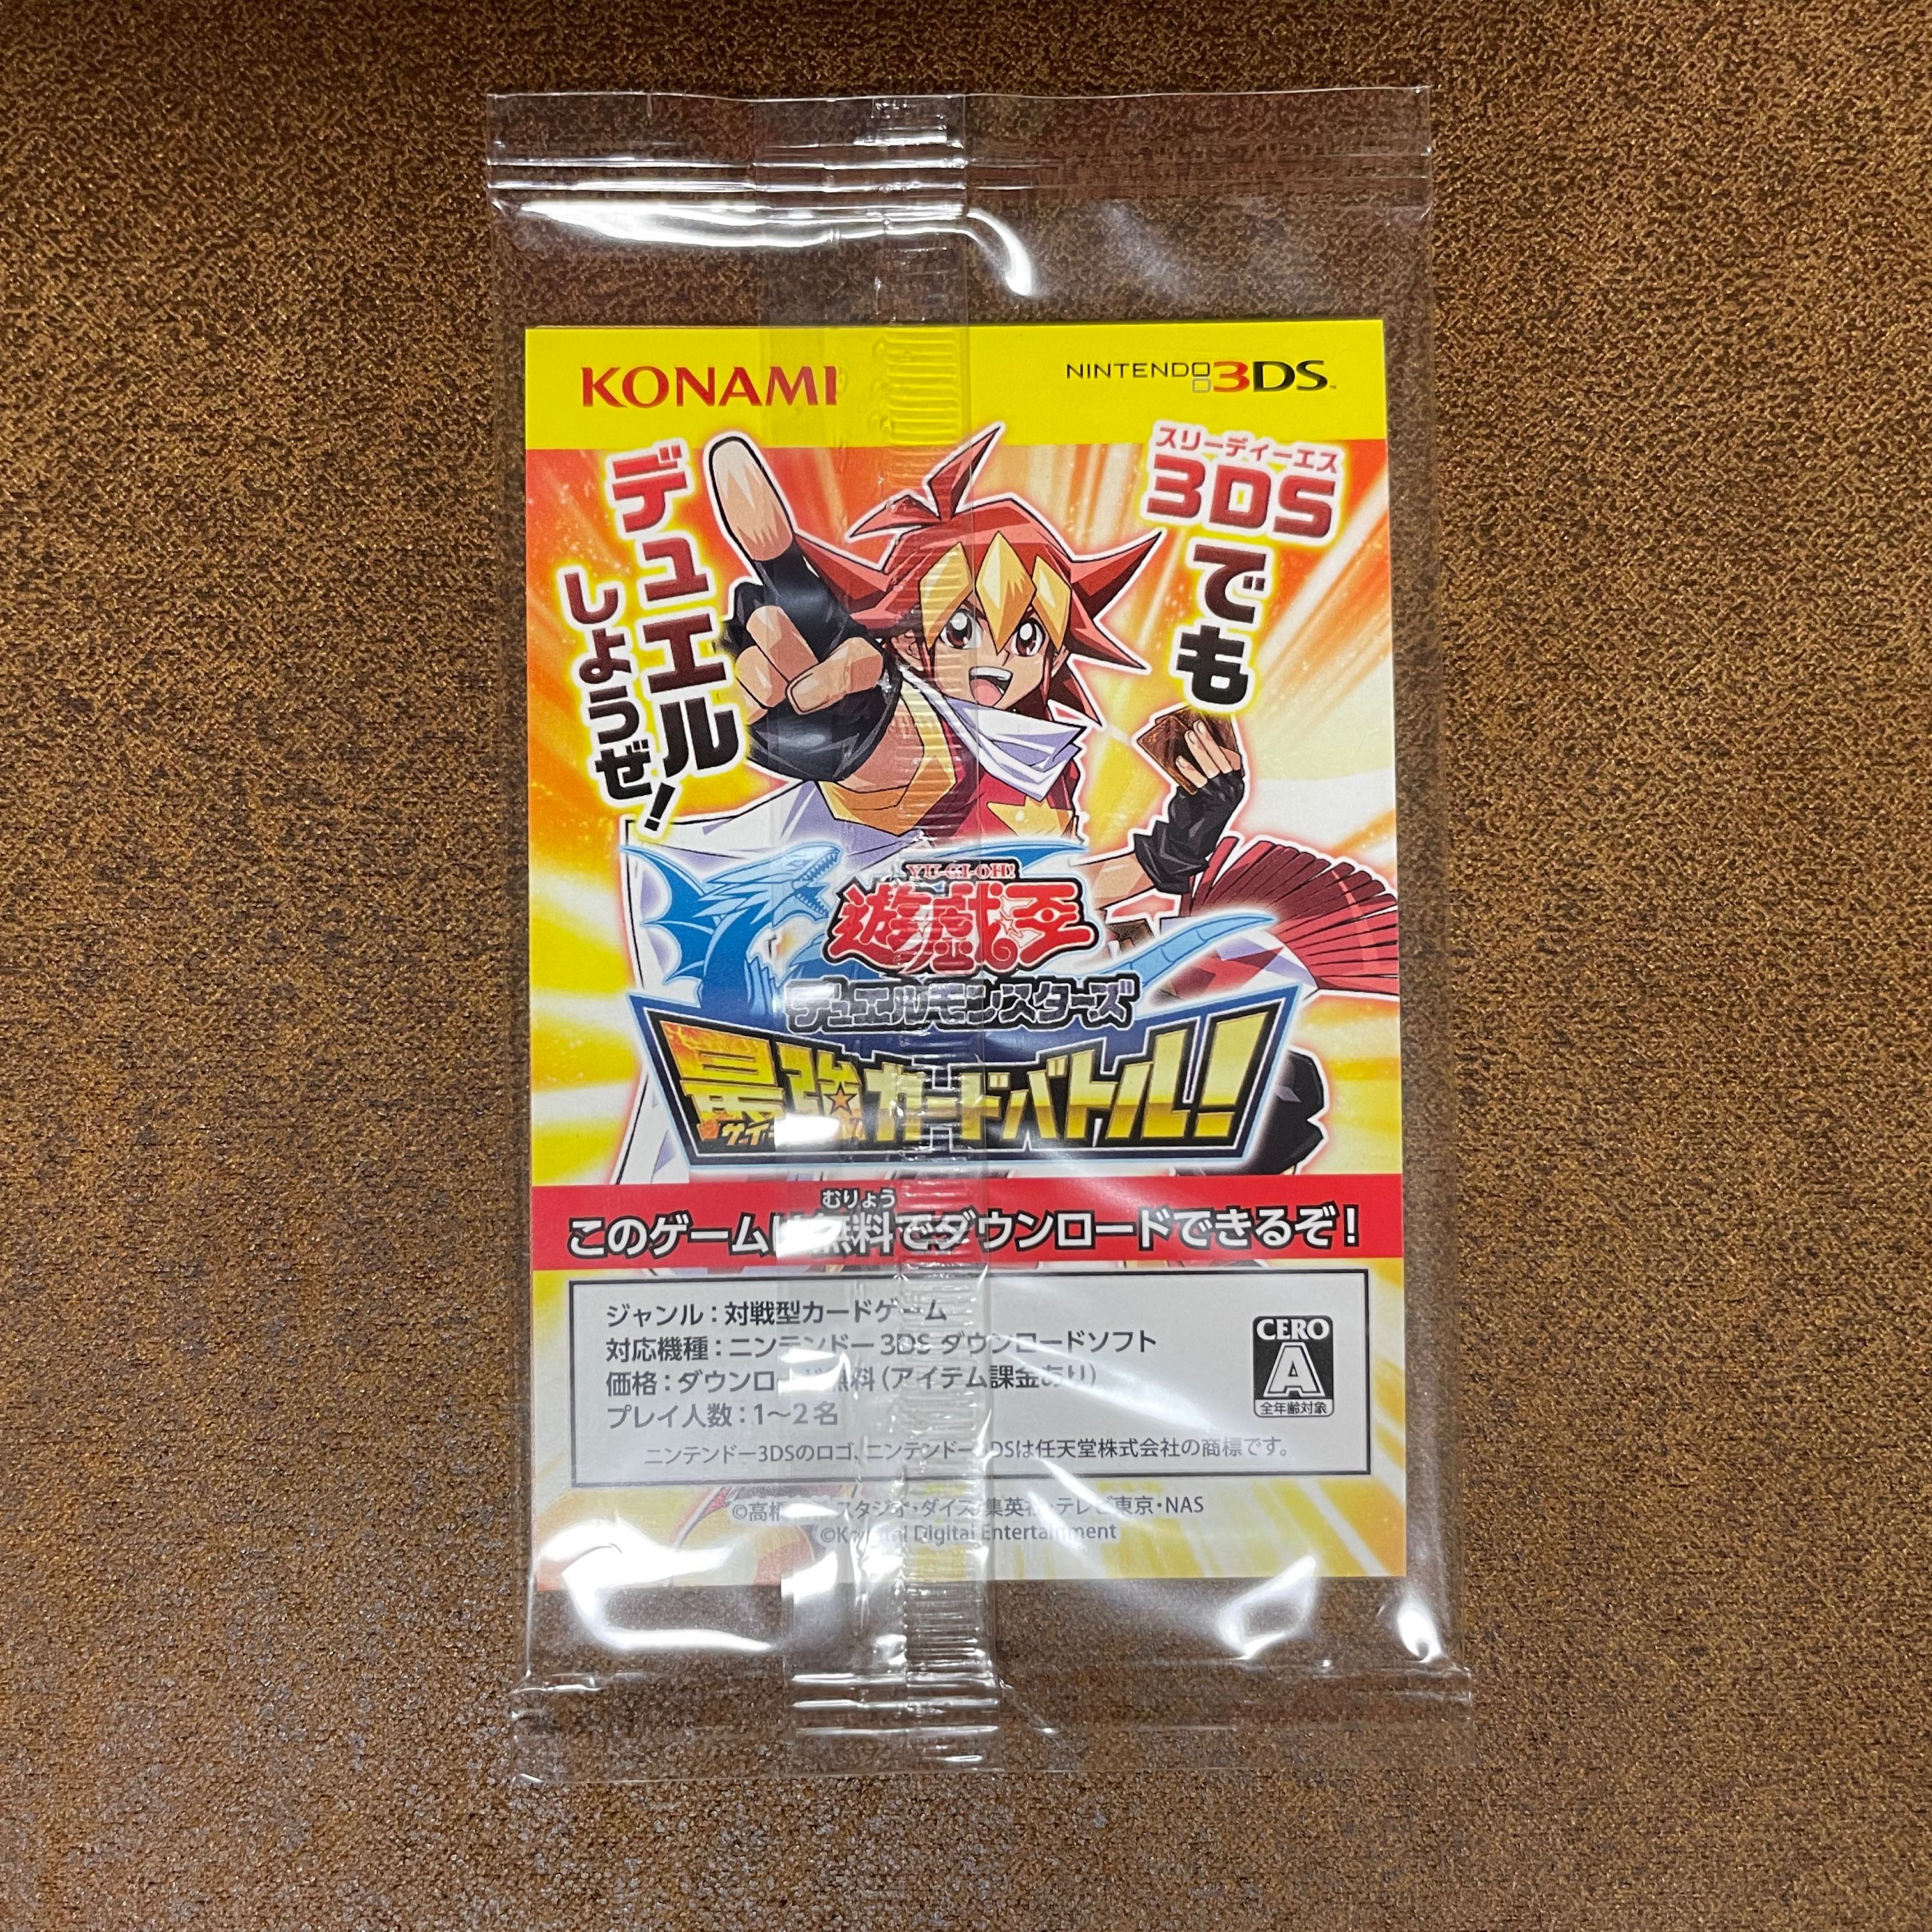 KONAMI
NINTENDO3DS™
スリーディーエス
3DSでも
デュエル
しようぜ!
YU-GI-OH!
遊戯王
デュエルモンスターズ
最強カードバトル!
むりょう
このゲームは無料でダウンロードできるぞ!
ジャンル:対戦型カードゲーム
対応機種:ニンテンドー3DS ダウンロードソフト
価格:ダウンロード無料(アイテム課金あり)
プレイ人数:1〜2名
CERO
A
全年齢対象
ニンテンドー3DSのロゴ、ニンテンドー3DSは任天堂株式会社の商標です。
©高橋 スタジオ・ダイス/集英社・テレビ東京・NAS
©Konami Digital Entertainment